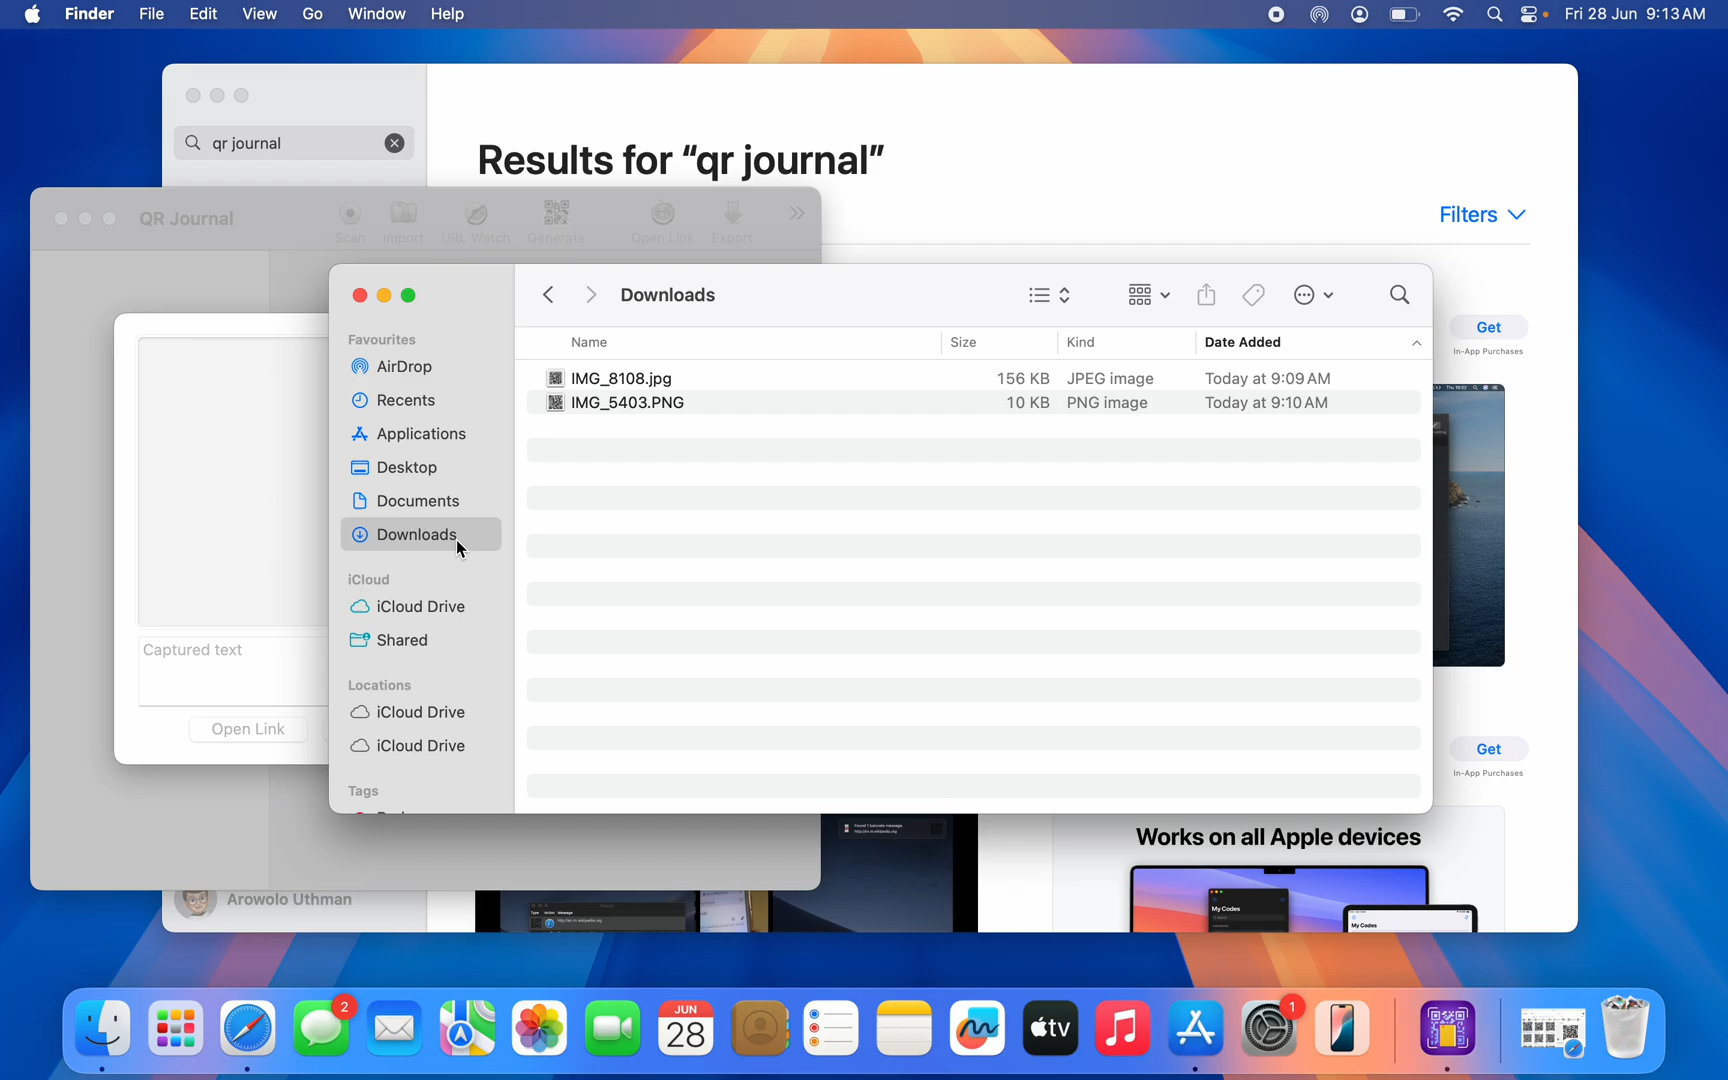 Finder File Edit View Go Window Help
Fri 28 Jun 9:13 AM
qr journal
Results for “qr journal”
Filters
QR Journal
Scan Import URL Watch Generate Open Link Export
Captured text
Open Link
Favourites
AirDrop
Recents
Applications
Desktop
Documents
Downloads
iCloud
iCloud Drive
Shared
Locations
iCloud Drive
iCloud Drive
Tags
Downloads
Name Size Kind Date Added
IMG_8108.jpg 156 KB JPEG image Today at 9:09 AM
IMG_5403.PNG 10 KB PNG image Today at 9:10 AM
Get
In-App Purchases
Get
In-App Purchases
Arowolo Uthman
Works on all Apple devices
My Codes
My Codes
2
JUN
28
tv
1